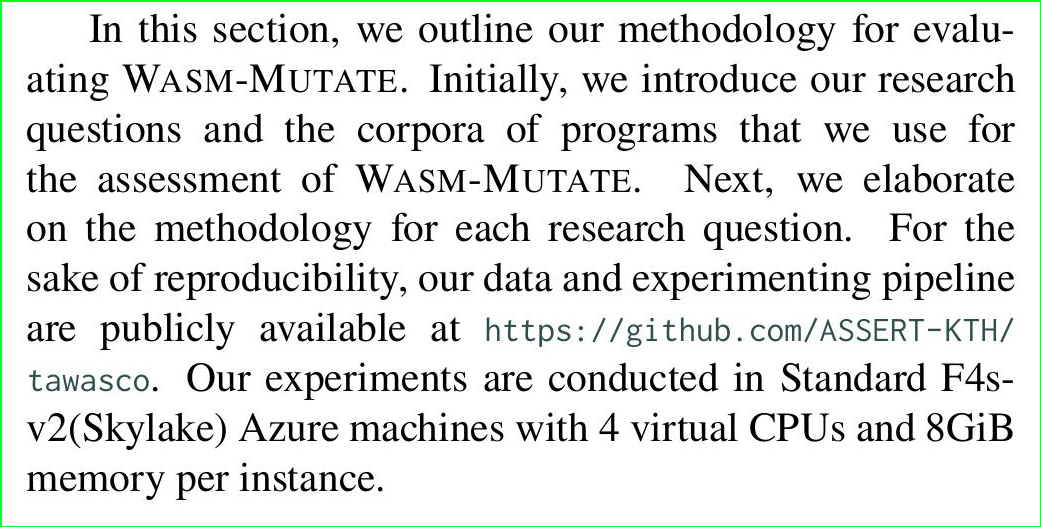 In this section, we outline our methodology for evalu-
ating WASM-MUTATE. Initially, we introduce our research
questions and the corpora of programs that we use for
the assessment of WASM-MUTATE. Next, we elaborate
on the methodology for each research question. For the
sake of reproducibility, our data and experimenting pipeline
are publicly available at https://github.com/ASSERT-KTH/
tawasco. Our experiments are conducted in Standard F4s-
v2(Skylake) Azure machines with 4 virtual CPUs and 8GiB
memory per instance.